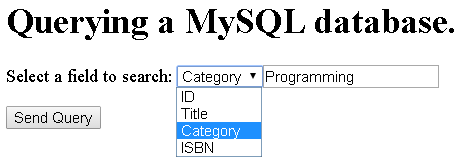 Querying a MySQL database.
Select a field to search: Category Programming
ID
Title
Category
ISBN
Send Query